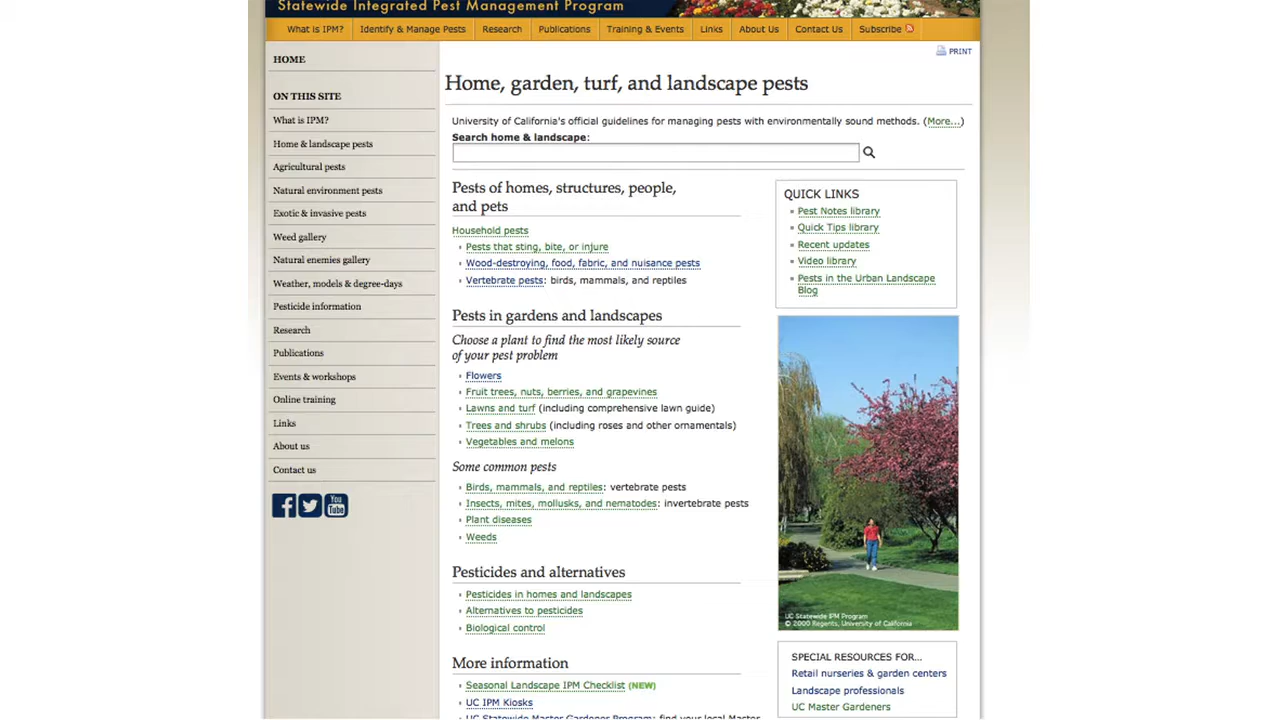 Statewide Integrated Pest Management Program
What is IPM? Identify & Manage Pests Research Publications Training & Events Links About Us Contact Us Subscribe
PRINT
HOME
ON THIS SITE
What is IPM?
Home & landscape pests
Agricultural pests
Natural environment pests
Exotic & invasive pests
Weed gallery
Natural enemies gallery
Weather, models & degree-days
Pesticide information
Research
Publications
Events & workshops
Online training
Links
About us
Contact us
You
Tube
Home, garden, turf, and landscape pests
University of California's official guidelines for managing pests with environmentally sound methods. (More...)
Search home & landscape:
Pests of homes, structures, people,
and pets
Household pests
Pests that sting, bite, or injure
Wood-destroying, food, fabric, and nuisance pests
Vertebrate pests: birds, mammals, and reptiles
Pests in gardens and landscapes
Choose a plant to find the most likely source
of your pest problem
Flowers
Fruit trees, nuts, berries, and grapevines
Lawns and turf (including comprehensive lawn guide)
Trees and shrubs (including roses and other ornamentals)
Vegetables and melons
Some common pests
Birds, mammals, and reptiles: vertebrate pests
Insects, mites, mollusks, and nematodes: invertebrate pests
Plant diseases
Weeds
Pesticides and alternatives
Pesticides in homes and landscapes
Alternatives to pesticides
Biological control
More information
Seasonal Landscape IPM Checklist (NEW)
UC IPM Kiosks
UC Statewide Master Gardener Program: find your local Master
QUICK LINKS
Pest Notes library
Quick Tips library
Recent updates
Video library
Pests in the Urban Landscape
Blog
UC Statewide IPM Program
© 2000 Regents, University of California
SPECIAL RESOURCES FOR...
Retail nurseries & garden centers
Landscape professionals
UC Master Gardeners